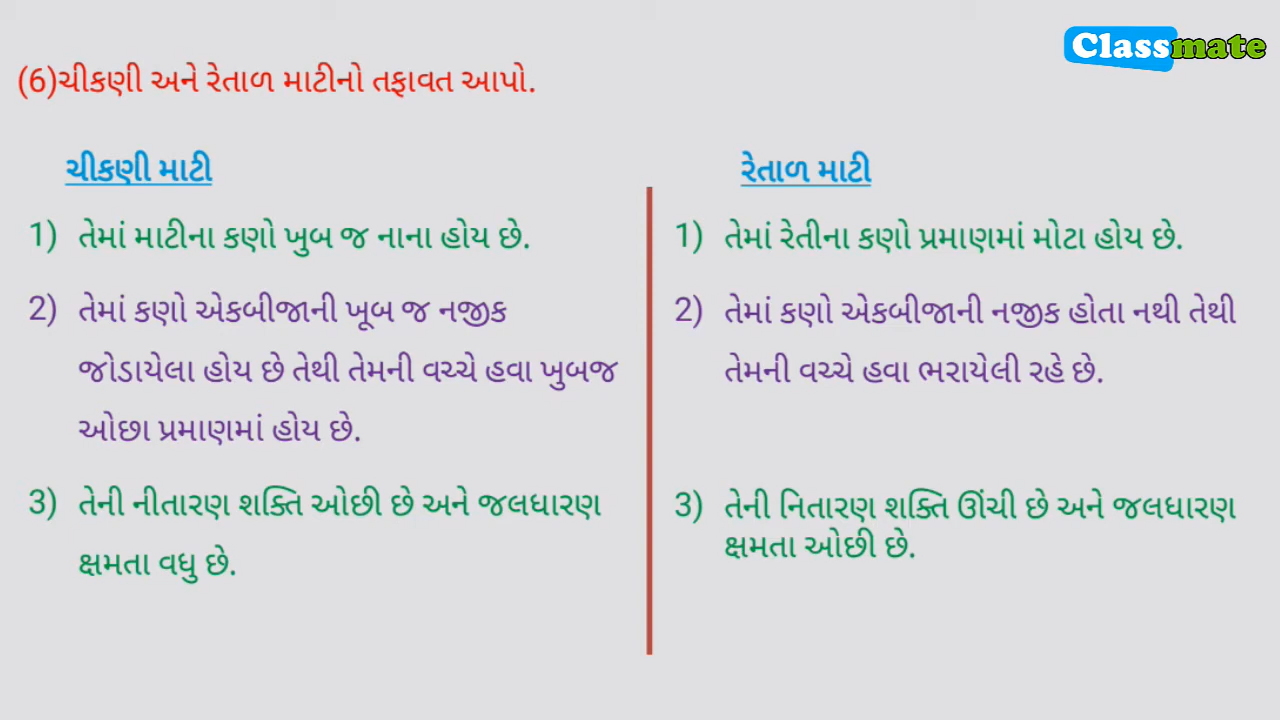 Classmate
(6)ચીકણી અને રેતાળ માટીનો તફાવત આપો.
ચીકણી માટી
1) તેમાં માટીના કણો ખુબ જ નાના હોય છે.
2) તેમાં કણો એકબીજાની ખૂબ જ નજીક
જોડાયેલા હોય છે તેથી તેમની વચ્ચે હવા ખુબજ
ઓછા પ્રમાણમાં હોય છે.
3) તેની નીતારણ શક્તિ ઓછી છે અને જલધારણ
ક્ષમતા વધુ છે.
રેતાળ માટી
1) તેમાં રેતીના કણો પ્રમાણમાં મોટા હોય છે.
2) તેમાં કણો એકબીજાની નજીક હોતા નથી તેથી
તેમની વચ્ચે હવા ભરાયેલી રહે છે.
3) તેની નિતારણ શક્તિ ઊંચી છે અને જલધારણ
ક્ષમતા ઓછી છે.